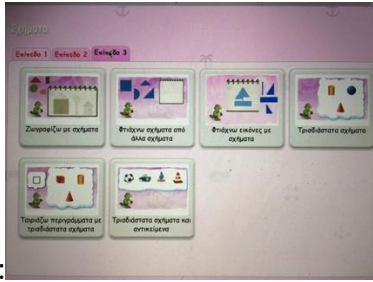 Σχήματα
Επίπεδο 1 Επίπεδο 2 Επίπεδο 3
Ζωγραφίζω με σχήματα
Φτιάχνω σχήματα από
άλλα σχήματα
Φτιάχνω εικόνες με
σχήματα
Τρισδιάστατα σχήματα
Ταιριάζω περιγράμματα με
τρισδιάστατα σχήματα
Τρισδιάστατα σχήματα και
αντικείμενα
: